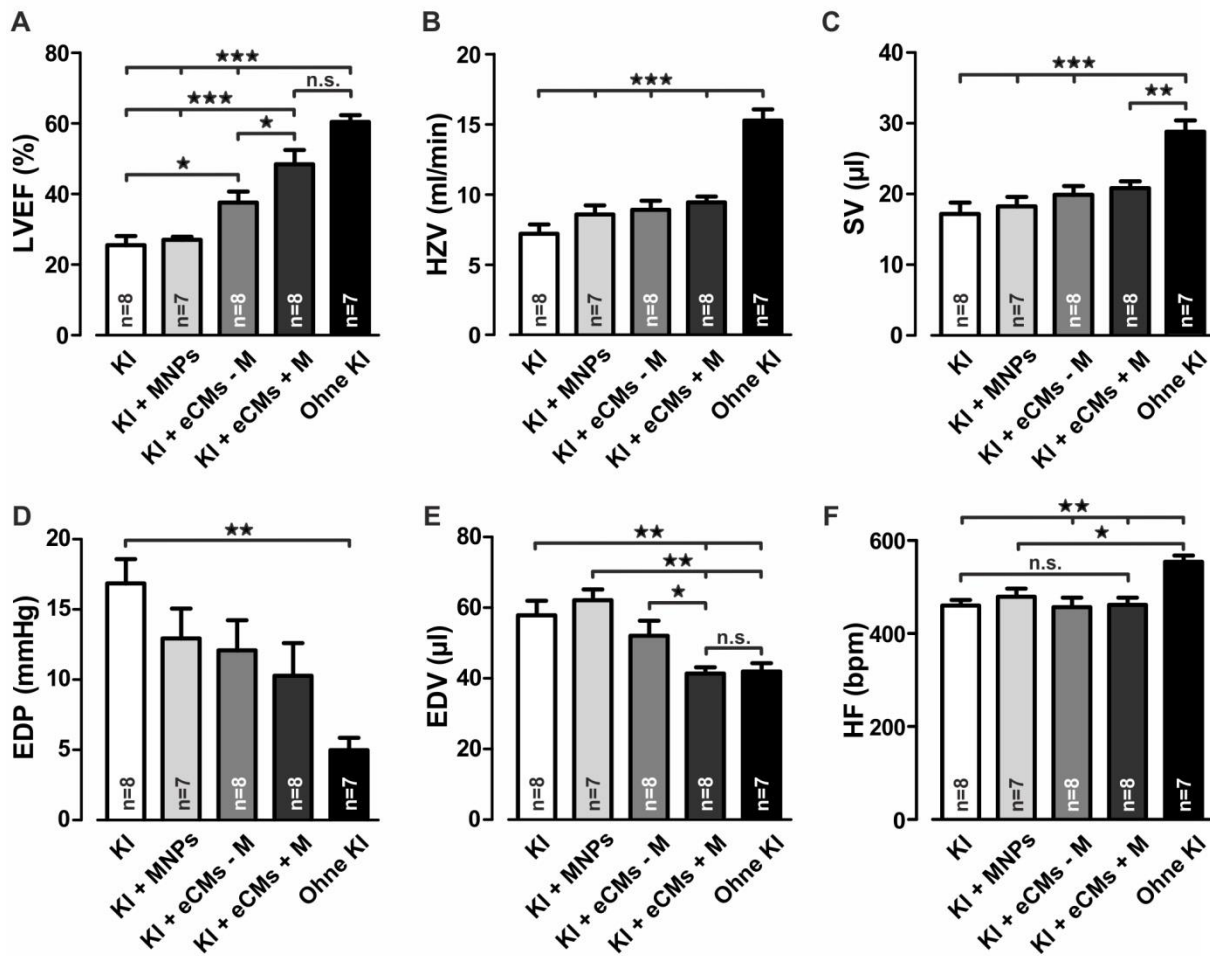 A
LVEF (%)
80
60
40
20
0
★★★
n.s.
★★★
★
★
n=8
n=7
n=8
n=8
n=7
KI
KI + MNPs
KI + eCMs - M
KI + eCMs + M
Ohne KI
B
HZV (ml/min)
20
15
10
5
0
★★★
n=8
n=7
n=8
n=8
n=7
KI
KI + MNPs
KI + eCMs - M
KI + eCMs + M
Ohne KI
C
SV (µl)
40
30
20
10
0
★★★
★★
n=8
n=7
n=8
n=8
n=7
KI
KI + MNPs
KI + eCMs - M
KI + eCMs + M
Ohne KI
D
EDP (mmHg)
20
15
10
5
0
★★
n=8
n=7
n=8
n=8
n=7
KI
KI + MNPs
KI + eCMs - M
KI + eCMs + M
Ohne KI
E
EDV (µl)
80
60
40
20
0
★★
★★
★
n.s.
n=8
n=7
n=8
n=8
n=7
KI
KI + MNPs
KI + eCMs - M
KI + eCMs + M
Ohne KI
F
HF (bpm)
600
400
200
0
★★
★
n.s.
n=8
n=7
n=8
n=8
n=7
KI
KI + MNPs
KI + eCMs - M
KI + eCMs + M
Ohne KI